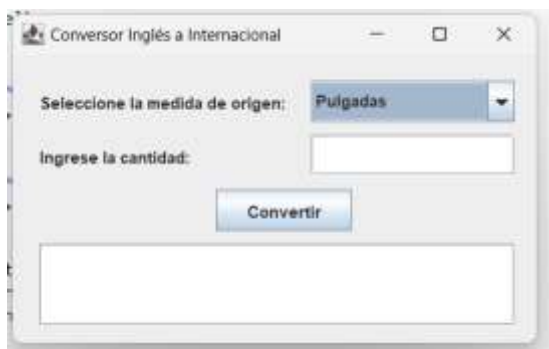 Conversor Inglés a Internacional
Seleccione la medida de origen: Pulgadas
Ingrese la cantidad:
Convertir